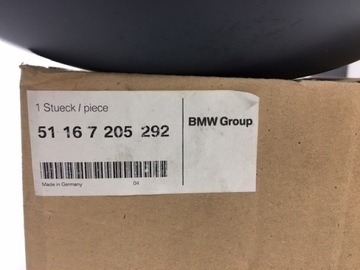 1 Stueck / piece
51 16 7 205 292
BMW Group
Made in Germany 04